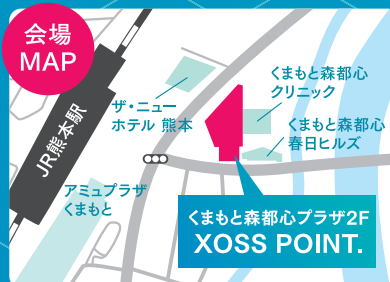 会場
MAP
JR熊本駅
ザ・ニュー
ホテル 熊本
くまもと森都心
クリニック
くまもと森都心
春日ヒルズ
アミュプラザ
くまもと
くまもと森都心プラザ2F
XOSS POINT.